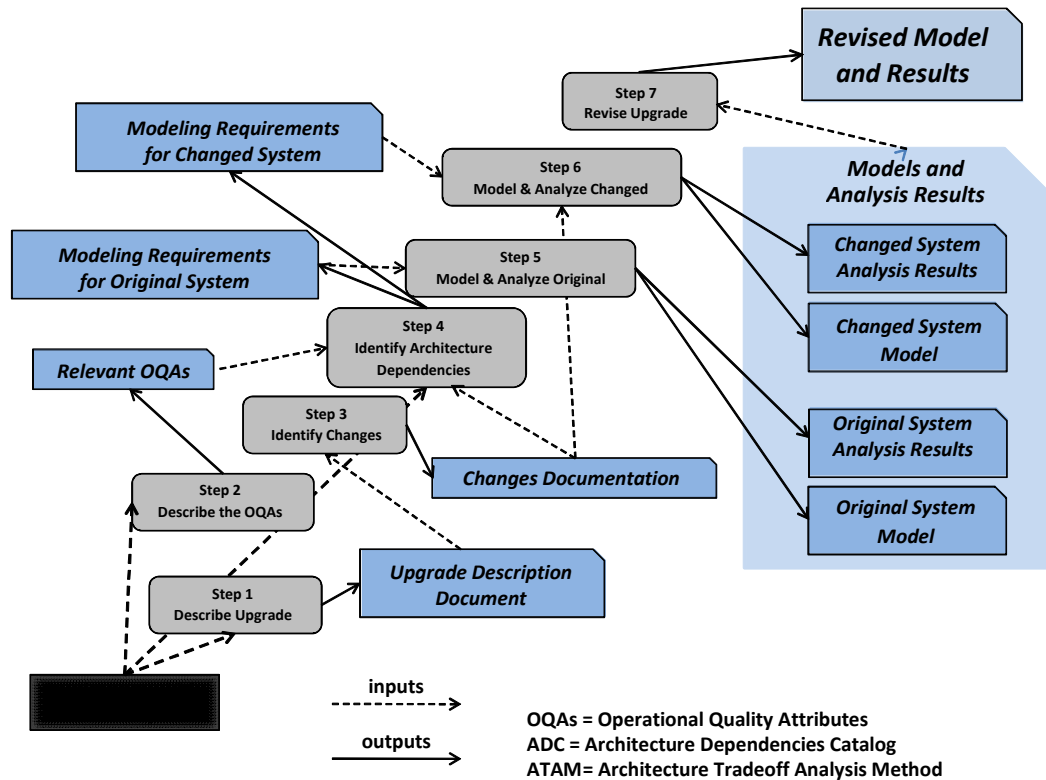 Revised Model
and Results
Step 7
Revise Upgrade
Modeling Requirements
for Changed System
Step 6
Model & Analyze Changed
Models and
Analysis Results
Changed System
Analysis Results
Modeling Requirements
for Original System
Step 5
Model & Analyze Original
Changed System
Model
Step 4
Identify Architecture
Dependencies
Relevant OQAs
Step 3
Identify Changes
Original System
Analysis Results
Changes Documentation
Step 2
Describe the OQAs
Original System
Model
Upgrade Description
Document
Step 1
Describe Upgrade
inputs
outputs
OQAs = Operational Quality Attributes
ADC = Architecture Dependencies Catalog
ATAM= Architecture Tradeoff Analysis Method